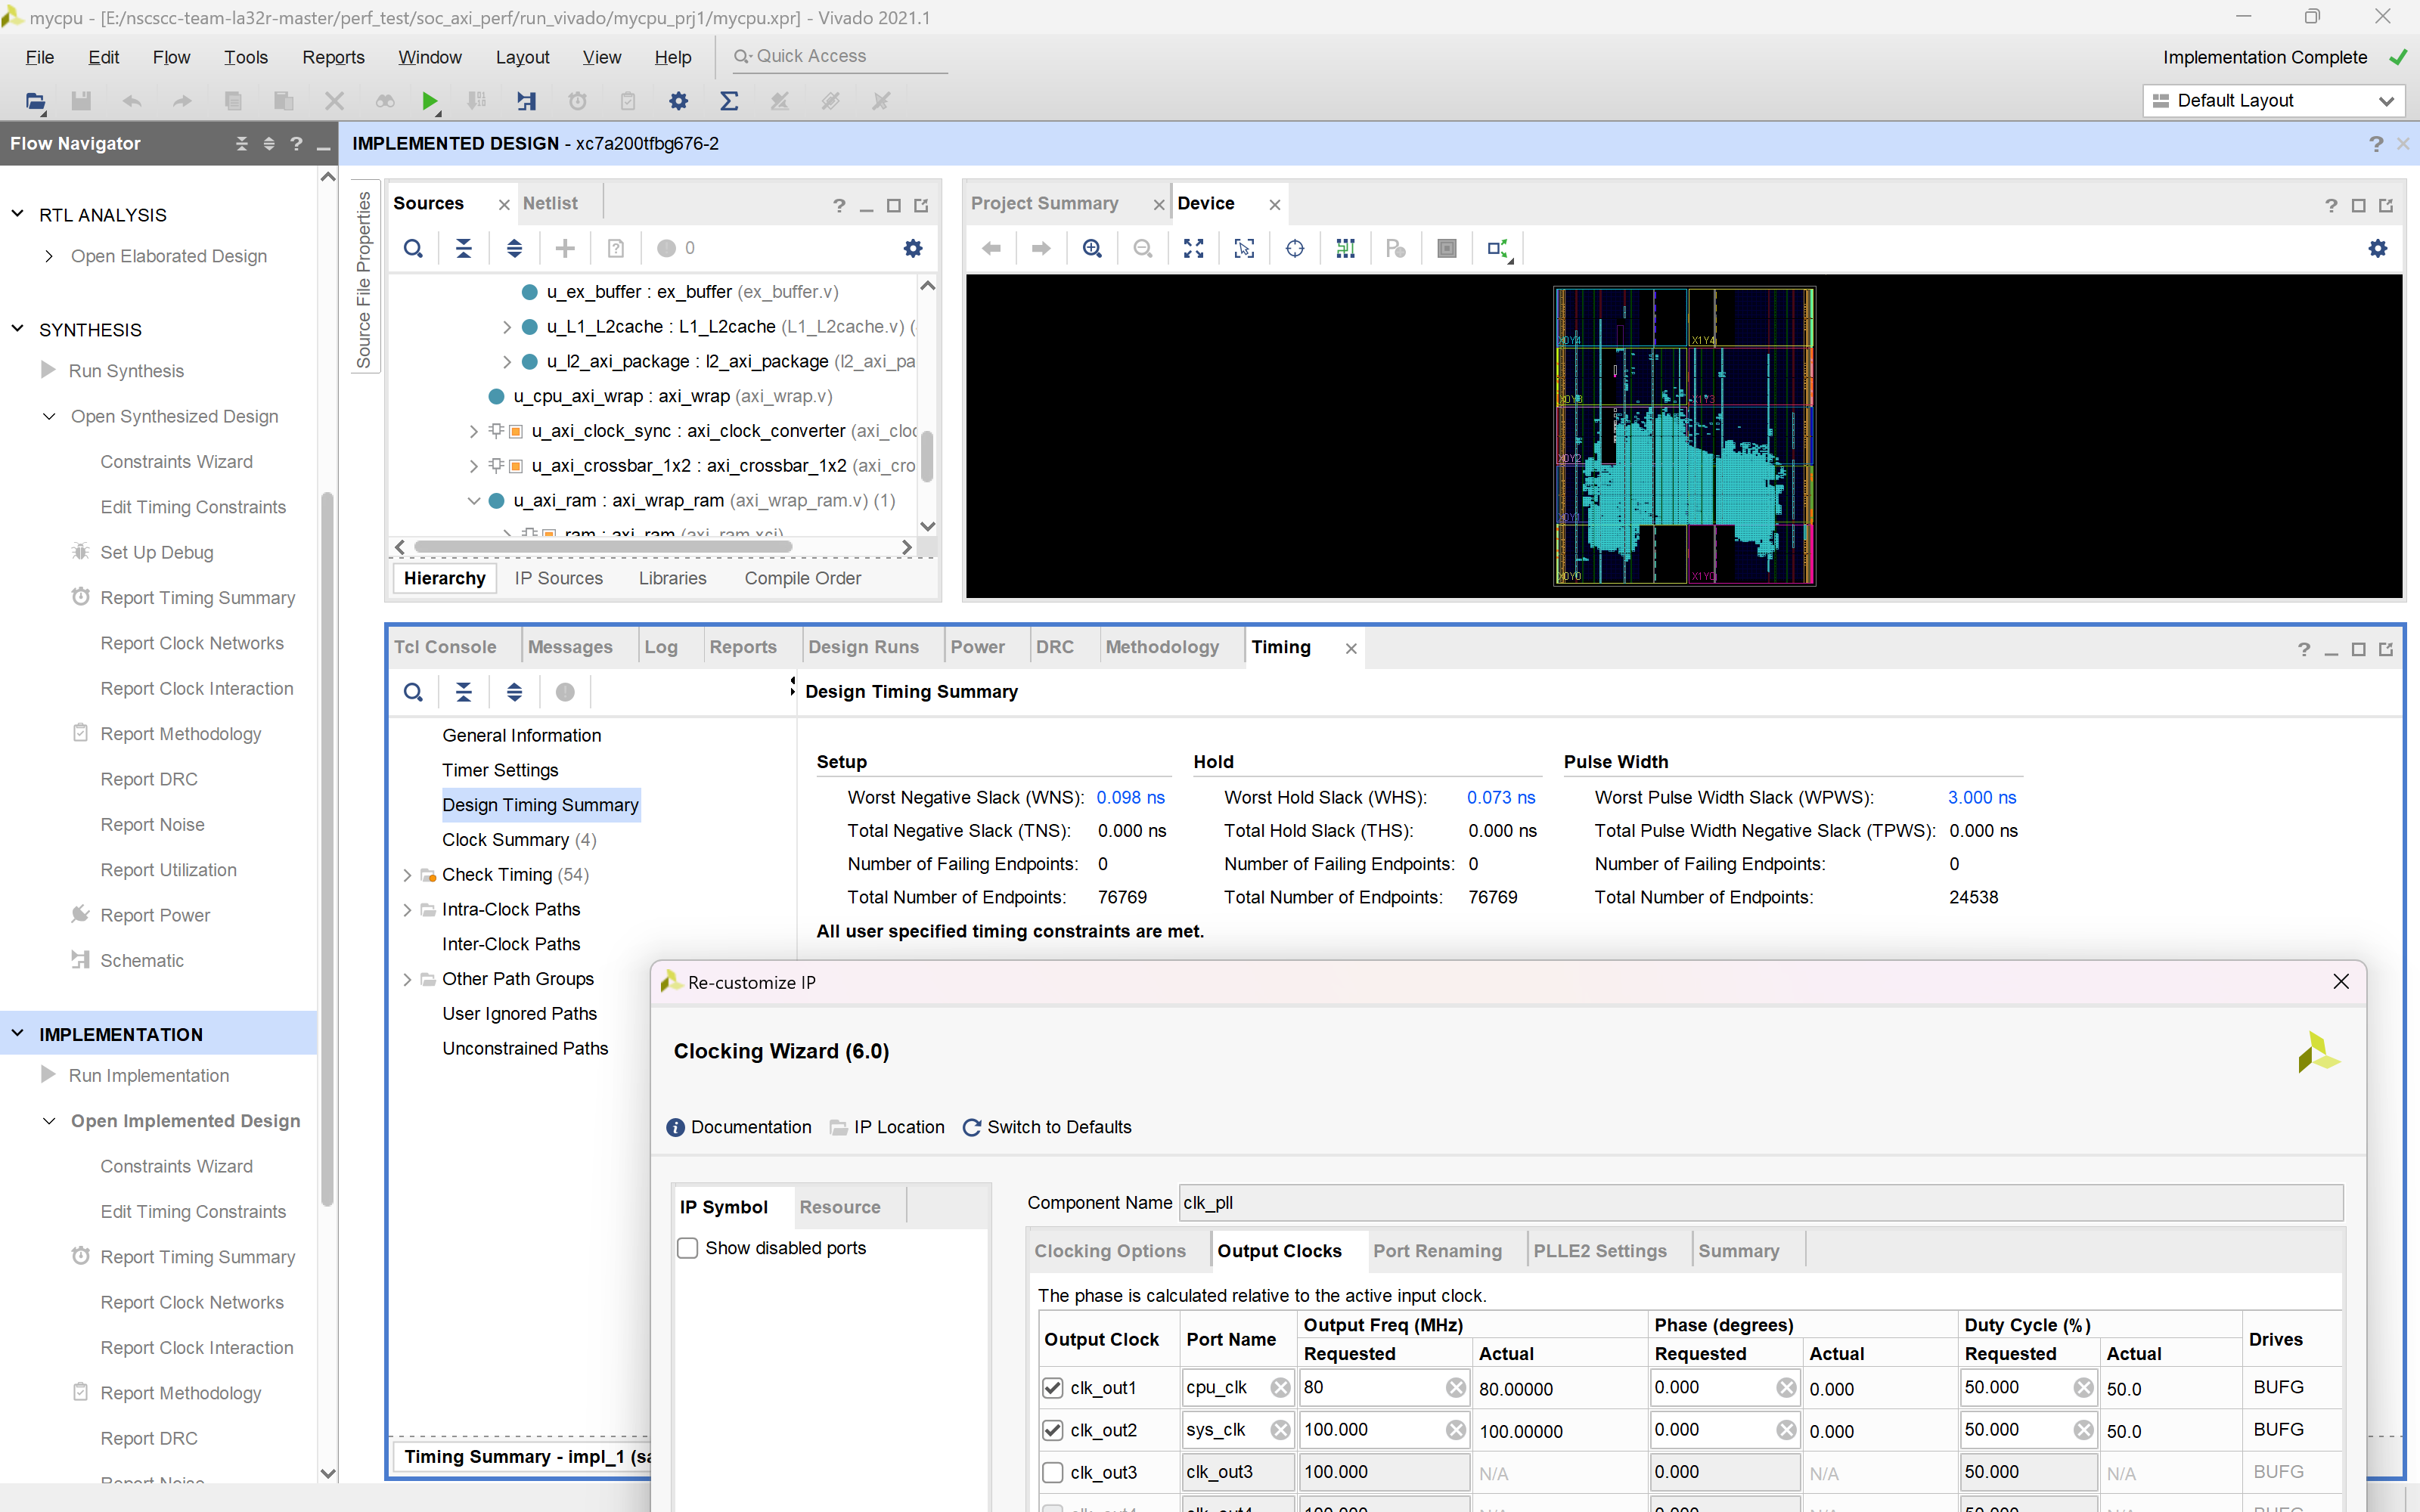 mycpu - [E:/nscscc-team-la32r-master/perf_test/soc_axi_perf/run_vivado/mycpu_prj1/mycpu.xpr] - Vivado 2021.1
File Edit Flow Tools Reports Window Layout View Help Quick Access
Implementation Complete
Default Layout
Flow Navigator
RTL ANALYSIS
Open Elaborated Design
SYNTHESIS
Run Synthesis
Open Synthesized Design
Constraints Wizard
Edit Timing Constraints
Set Up Debug
Report Timing Summary
Report Clock Networks
Report Clock Interaction
Report Methodology
Report DRC
Report Noise
Report Utilization
Report Power
Schematic
IMPLEMENTATION
Run Implementation
Open Implemented Design
Constraints Wizard
Edit Timing Constraints
Report Timing Summary
Report Clock Networks
Report Clock Interaction
Report Methodology
Report DRC
IMPLEMENTED DESIGN - xc7a200tfbg676-2
Source File Properties
Sources Netlist
0
u_ex_buffer : ex_buffer (ex_buffer.v)
u_L1_L2cache : L1_L2cache (L1_L2cache.v) (
u_l2_axi_package : l2_axi_package (l2_axi_pa
u_cpu_axi_wrap : axi_wrap (axi_wrap.v)
u_axi_clock_sync : axi_clock_converter (axi_cloc
u_axi_crossbar_1x2 : axi_crossbar_1x2 (axi_cro
u_axi_ram : axi_wrap_ram (axi_wrap_ram.v) (1)
ram : axi_ram (axi_ram.xci)
Hierarchy IP Sources Libraries Compile Order
Project Summary Device
X0Y4 X1Y4
X0Y2
X0Y0 X1Y0
Tcl Console Messages Log Reports Design Runs Power DRC Methodology Timing
General Information
Timer Settings
Design Timing Summary
Clock Summary (4)
Check Timing (54)
Intra-Clock Paths
Inter-Clock Paths
Other Path Groups
User Ignored Paths
Unconstrained Paths
Timing Summary - impl_1 (sa
Design Timing Summary
Setup Hold Pulse Width
Worst Negative Slack (WNS): 0.098 ns Worst Hold Slack (WHS): 0.073 ns Worst Pulse Width Slack (WPWS): 3.000 ns
Total Negative Slack (TNS): 0.000 ns Total Hold Slack (THS): 0.000 ns Total Pulse Width Negative Slack (TPWS): 0.000 ns
Number of Failing Endpoints: 0 Number of Failing Endpoints: 0 Number of Failing Endpoints: 0
Total Number of Endpoints: 76769 Total Number of Endpoints: 76769 Total Number of Endpoints: 24538
All user specified timing constraints are met.
Re-customize IP
Clocking Wizard (6.0)
Documentation IP Location Switch to Defaults
IP Symbol Resource
Show disabled ports
Component Name clk_pll
Clocking Options Output Clocks Port Renaming PLLE2 Settings Summary
The phase is calculated relative to the active input clock.
Output Clock Port Name Output Freq (MHz) Phase (degrees) Duty Cycle (%) Drives
Requested Actual Requested Actual Requested Actual
clk_out1 cpu_clk 80 80.00000 0.000 0.000 50.000 50.0 BUFG
clk_out2 sys_clk 100.000 100.00000 0.000 0.000 50.000 50.0 BUFG
clk_out3 clk_out3 100.000 N/A 0.000 N/A 50.000 N/A BUFG